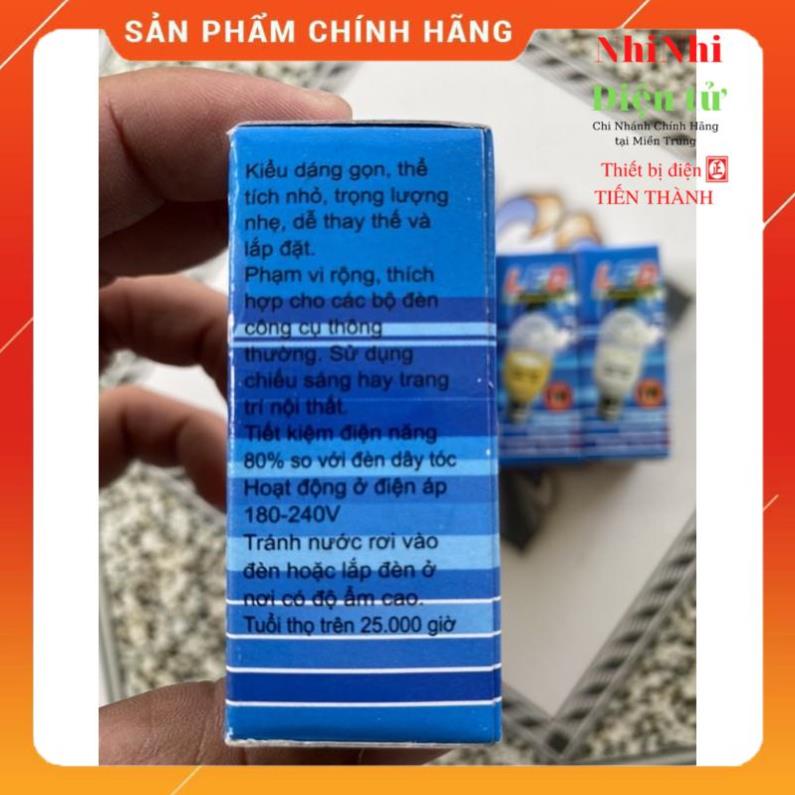 SẢN PHẨM CHÍNH HÃNG
NhiNhi
Điện tử
Chi Nhánh Chính Hãng
tại Miền Trung
Thiết bị điện 正
TIẾN THÀNH
Kiểu dáng gọn, thể
tích nhỏ, trọng lượng
nhẹ, dễ thay thế và
lắp đặt.
Phạm vi rộng, thích
hợp cho các bộ đèn
công cụ thông
thường. Sử dụng
chiếu sáng hay trang
trí nội thất.
Tiết kiệm điện năng
80% so với đèn dây tóc
Hoạt động ở điện áp
180-240V
Tránh nước rơi vào
đèn hoặc lắp đèn ở
nơi có độ ẩm cao.
Tuổi thọ trên 25.000 giờ
LED
LED